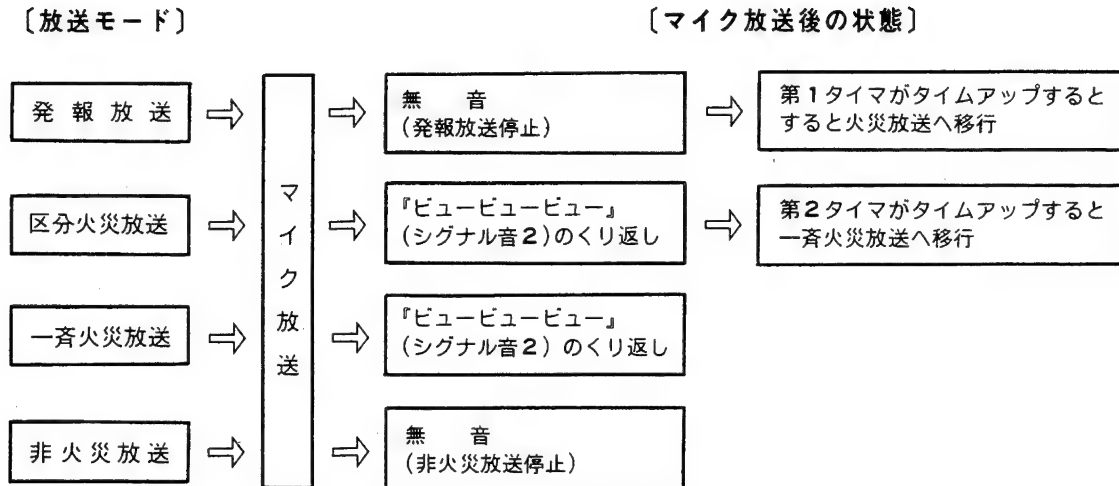 〔放送モード〕
〔マイク放送後の状態〕
発報放送
無音
(発報放送停止)
第1タイマがタイムアップすると
すると火災放送へ移行
マイク放送
区分火災放送
『ビュービュービュー』
(シグナル音2)のくり返し
第2タイマがタイムアップすると
一斉火災放送へ移行
一斉火災放送
『ビュービュービュー』
(シグナル音2)のくり返し
非火災放送
無音
(非火災放送停止)